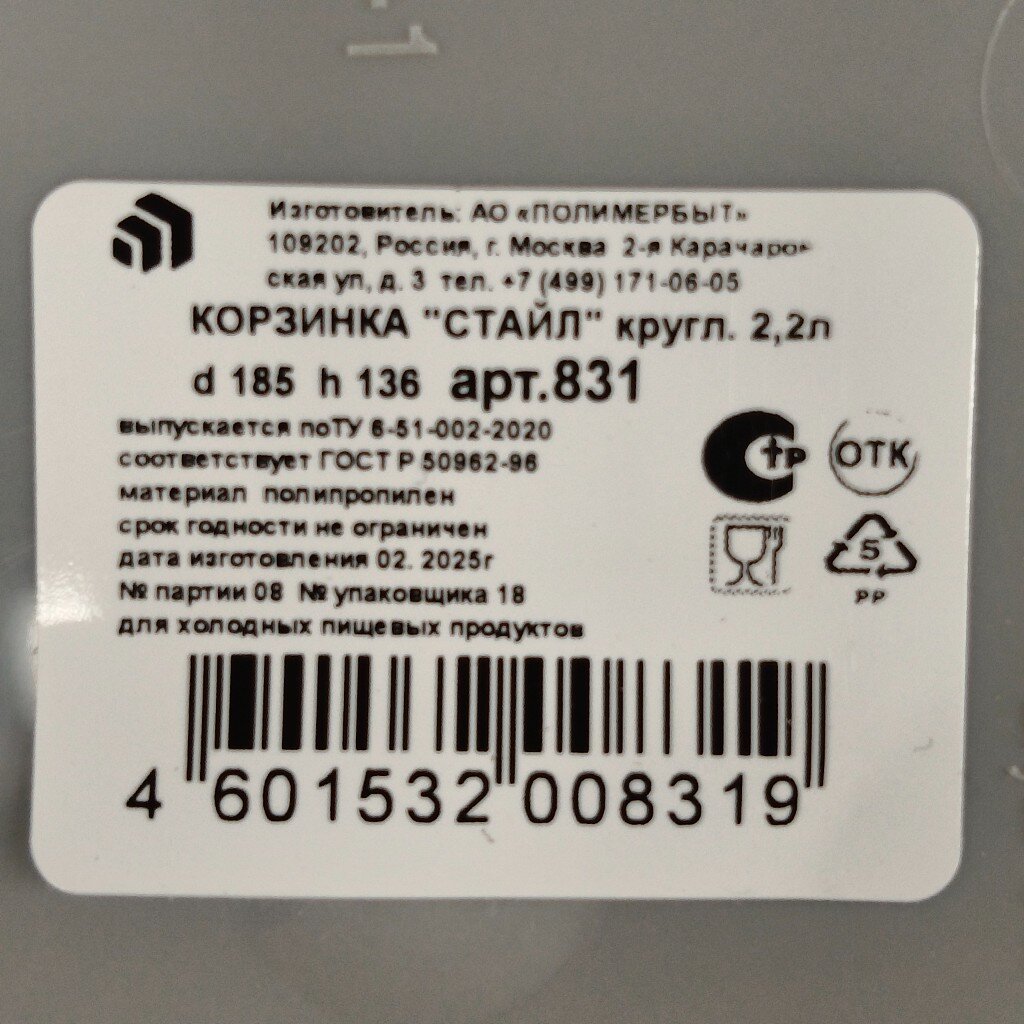 1
Изготовитель: АО «ПОЛИМЕРБЫТ»
109202, Россия, г. Москва 2-я Карачаров-
ская ул, д. 3 тел. +7 (499) 171-06-05
КОРЗИНКА "СТАЙЛ" кругл. 2,2л
d 185 h 136 арт.831
выпускается поТУ 6-51-002-2020
соответствует ГОСТ Р 50962-96
материал полипропилен
срок годности не ограничен
дата изготовления 02. 2025г
№ партии 08 № упаковщика 18
для холодных пищевых продуктов
РСТ ОТК
5
PP
4 601532 008319